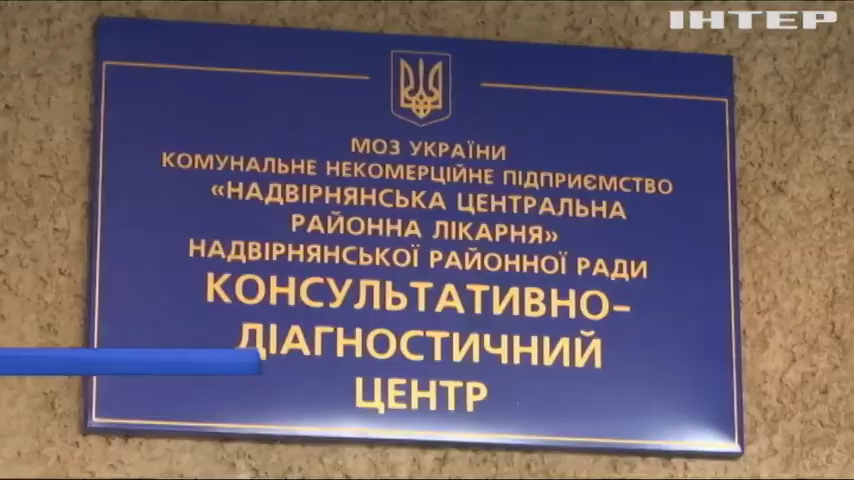 ІНТЕР
МОЗ УКРАЇНИ
КОМУНАЛЬНЕ НЕКОМЕРЦІЙНЕ ПІДПРИЄМСТВО
«НАДВІРНЯНСЬКА ЦЕНТРАЛЬНА
РАЙОННА ЛІКАРНЯ»
НАДВІРНЯНСЬКОЇ РАЙОННОЇ РАДИ
КОНСУЛЬТАТИВНО-
ДІАГНОСТИЧНИЙ
ЦЕНТР